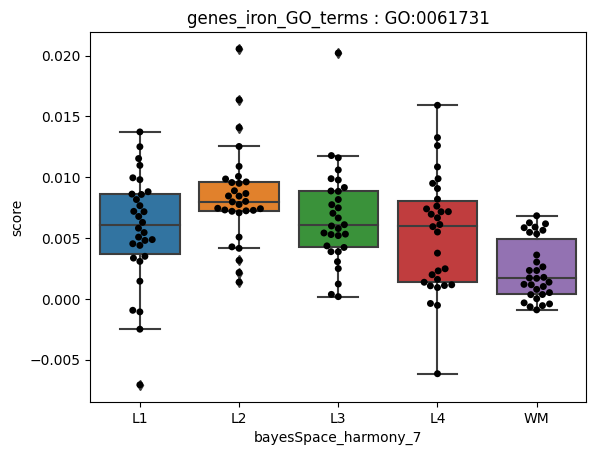 genes_iron_GO_terms : GO:0061731
0.020
0.015
0.010
0.005
0.000
−0.005
score
L1 L2 L3 L4 WM
bayesSpace_harmony_7